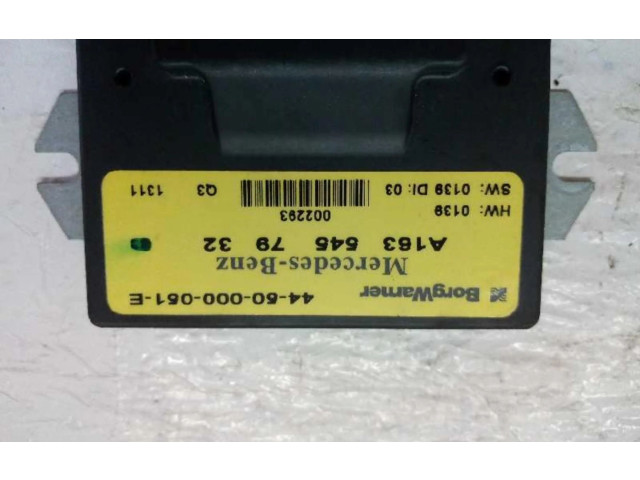 BorgWarner 44-50-000-051-E
Mercedes-Benz
A163 545 79 32
HW: 0139 002293
SW: 0139 DI: 03 Q3 1311